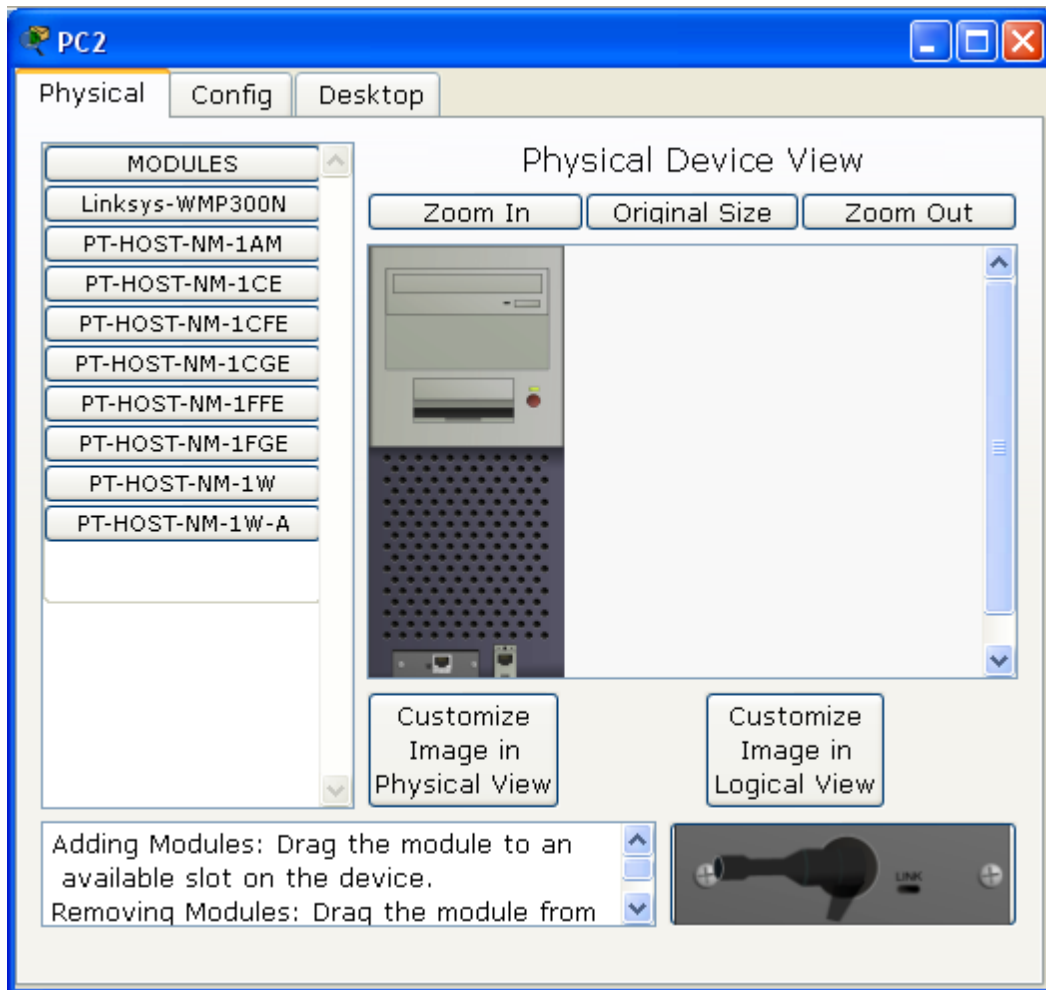 PC2
Physical
Config
Desktop
MODULES
Linksys-WMP300N
PT-HOST-NM-1AM
PT-HOST-NM-1CE
PT-HOST-NM-1CFE
PT-HOST-NM-1CGE
PT-HOST-NM-1FFE
PT-HOST-NM-1FGE
PT-HOST-NM-1W
PT-HOST-NM-1W-A
Physical Device View
Zoom In
Original Size
Zoom Out
Customize
Image in
Physical View
Customize
Image in
Logical View
Adding Modules: Drag the module to an
available slot on the device.
Removing Modules: Drag the module from
LINK